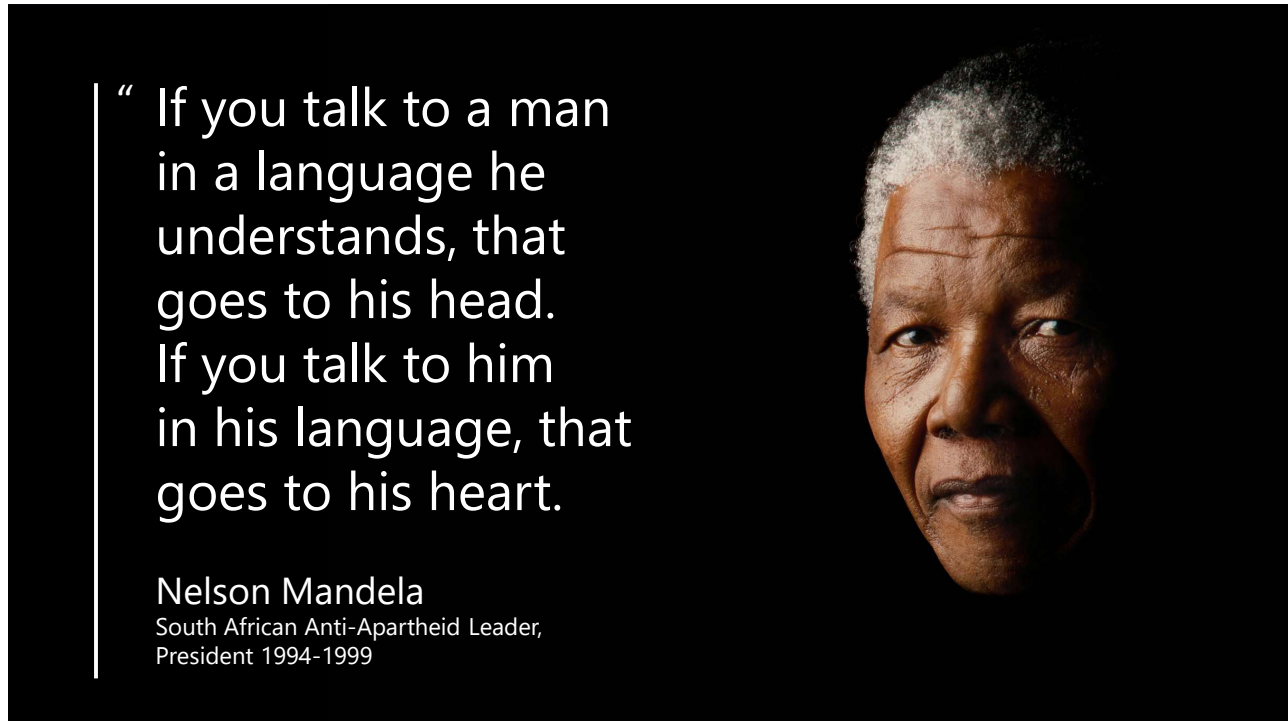 “ If you talk to a man
in a language he
understands, that
goes to his head.
If you talk to him
in his language, that
goes to his heart.
Nelson Mandela
South African Anti-Apartheid Leader,
President 1994-1999